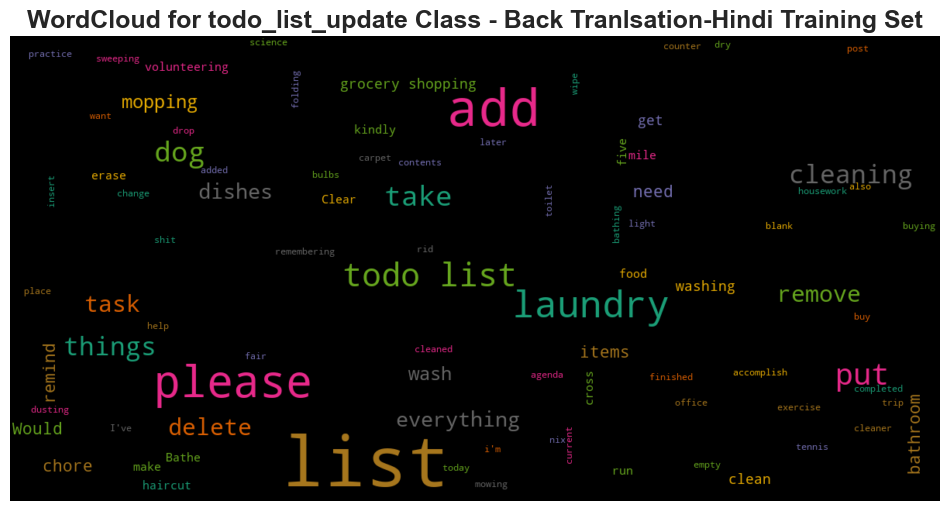 WordCloud for todo_list_update Class - Back Tranlsation-Hindi Training Set
science
counter
dry
post
practice
sweeping
volunteering
folding
grocery shopping
wipe
mopping
add
want
drop
kindly
later
get
five
mile
dog
carpet
contents
erase
added
bulbs
cleaning
insert
change
dishes
Clear
take
toilet
need
housework
also
bathing
light
blank
buying
shit
remembering
rid
todo list
food
washing
place
task
laundry
remove
help
buy
things
fair
cleaned
items
remind
please
wash
agenda
cross
finished
accomplish
put
completed
dusting
everything
office
exercise
trip
Would
I've
delete
list
i'm
nix
current
tennis
cleaner
bathroom
chore
make
Bathe
today
run
empty
haircut
mowing
clean